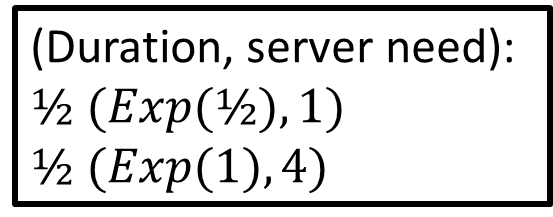 (Duration, server need):
½ (Exp(½), 1)
½ (Exp(1), 4)